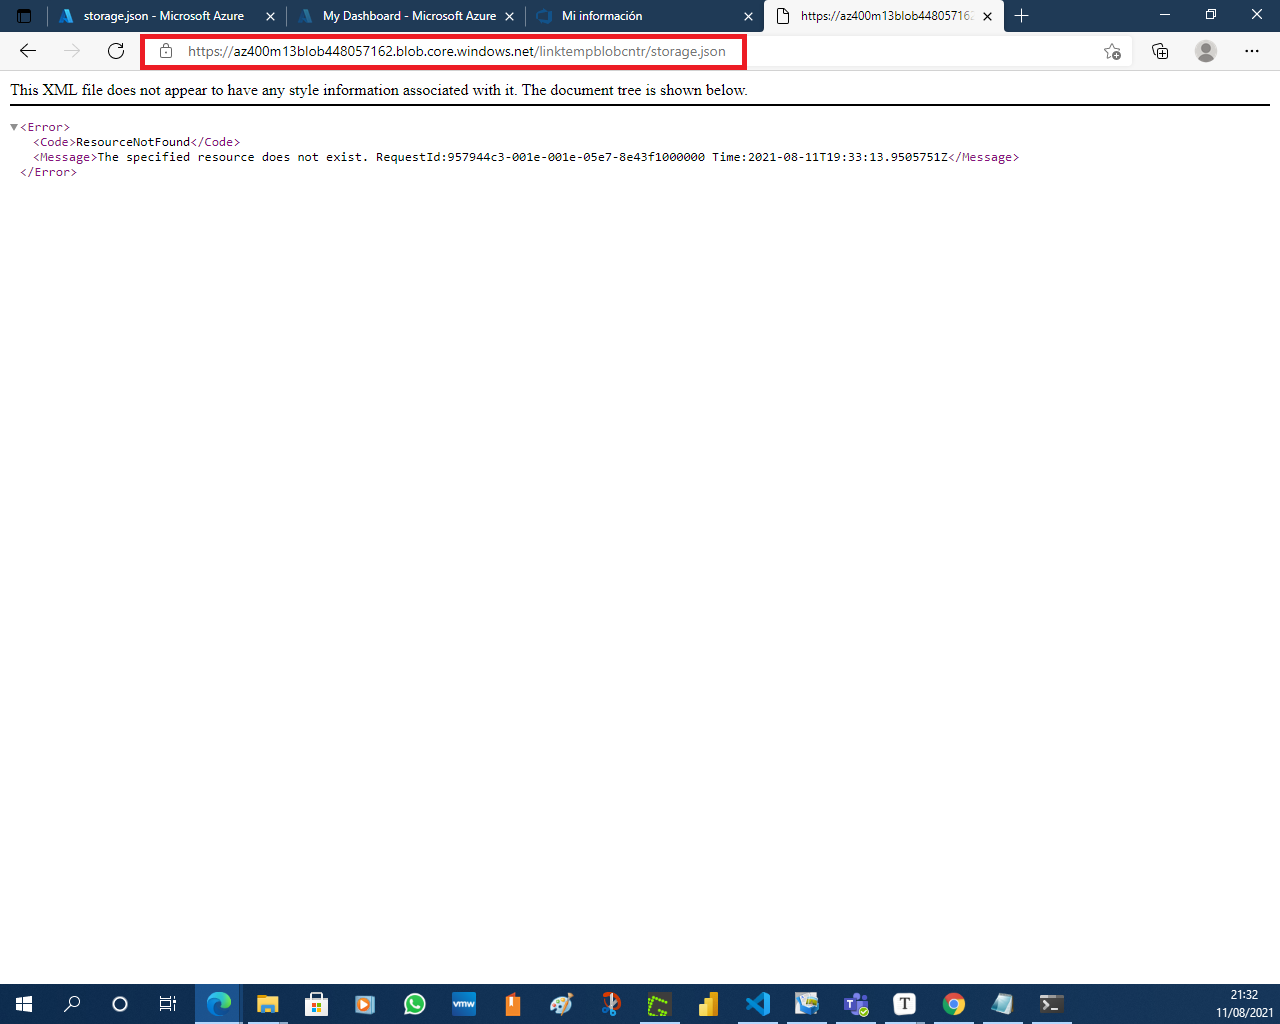 storage.json - Microsoft Azure
My Dashboard - Microsoft Azure
Mi información
https://az400m13blob448057162
https://az400m13blob448057162.blob.core.windows.net/linktempblobcntr/storage.json
This XML file does not appear to have any style information associated with it. The document tree is shown below.
<Error>
<Code>ResourceNotFound</Code>
<Message>The specified resource does not exist. RequestId:957944c3-001e-001e-05e7-8e43f1000000 Time:2021-08-11T19:33:13.9505751Z</Message>
</Error>
vmw
T
21:32
11/08/2021